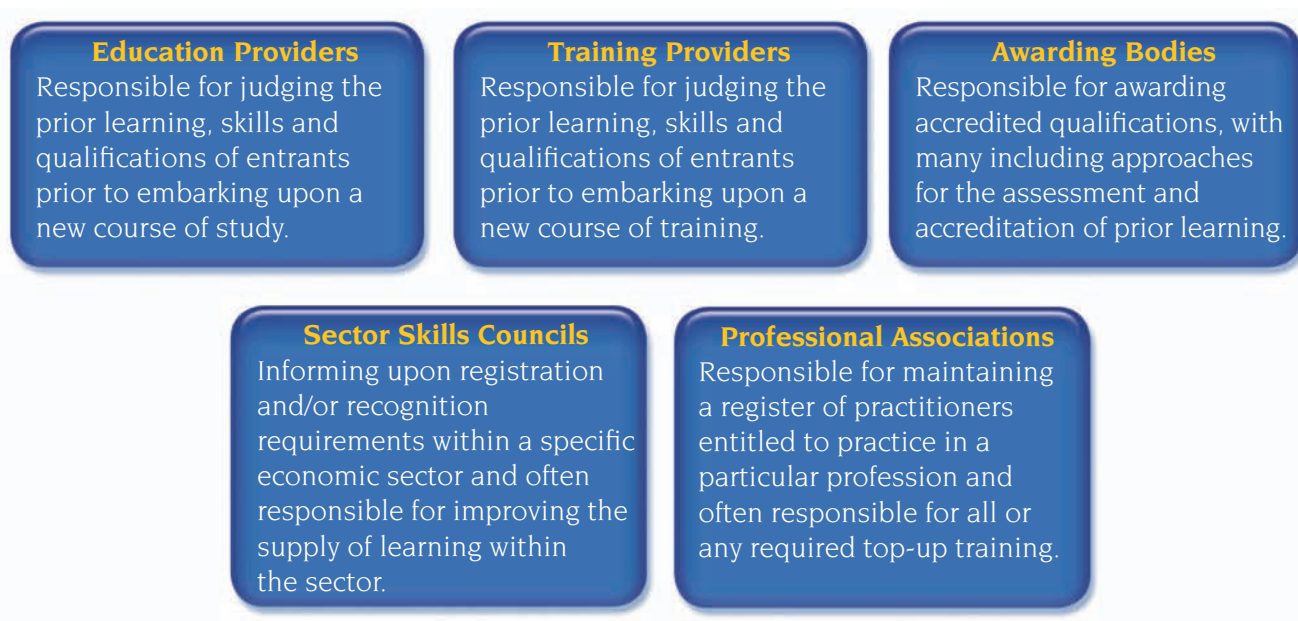 Education Providers
Responsible for judging the
prior learning, skills and
qualifications of entrants
prior to embarking upon a
new course of study.
Training Providers
Responsible for judging the
prior learning, skills and
qualifications of entrants
prior to embarking upon a
new course of training.
Awarding Bodies
Responsible for awarding
accredited qualifications, with
many including approaches
for the assessment and
accreditation of prior learning.
Sector Skills Councils
Informing upon registration
and/or recognition
requirements within a specific
economic sector and often
responsible for improving the
supply of learning within
the sector.
Professional Associations
Responsible for maintaining
a register of practitioners
entitled to practice in a
particular profession and
often responsible for all or
any required top-up training.